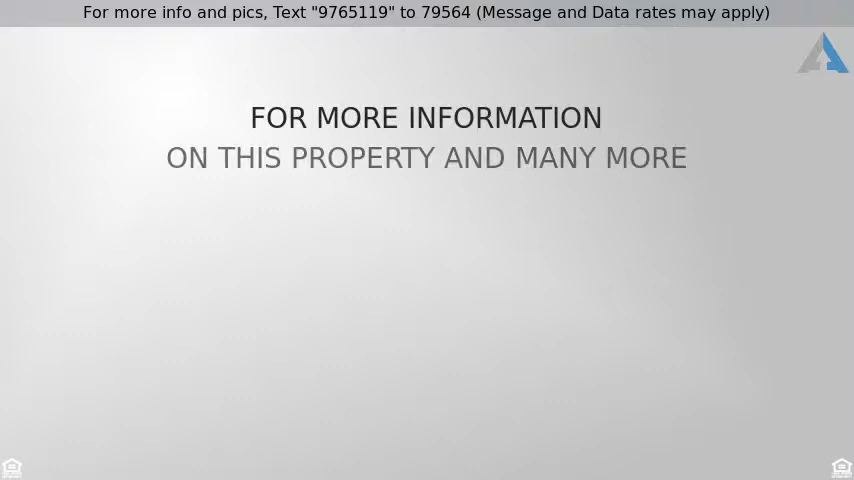 For more info and pics, Text "9765119" to 79564 (Message and Data rates may apply)
FOR MORE INFORMATION
ON THIS PROPERTY AND MANY MORE